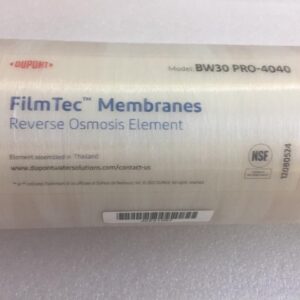 DUPONT
Model: BW30 PRO-4040
FilmTec™ Membranes
Reverse Osmosis Element
Element assembled in Thailand
www.dupontwatersolutions.com/contact-us
NSF
12080524